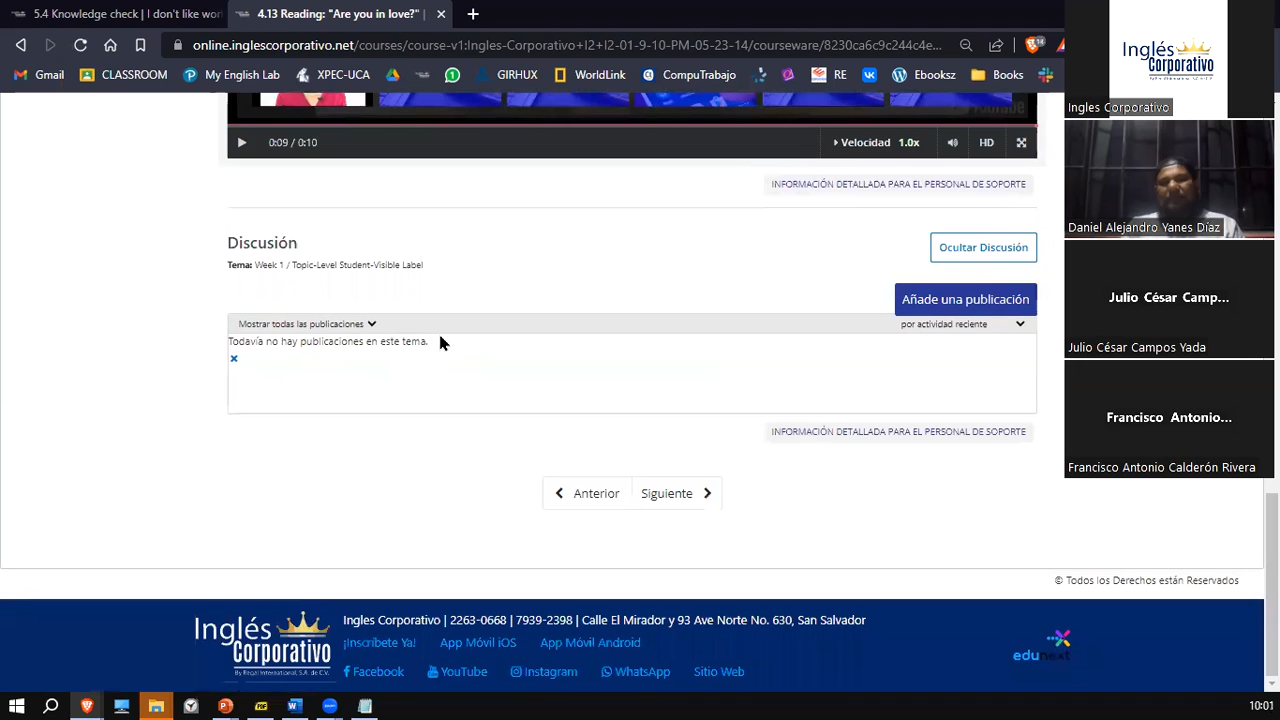 5.4 Knowledge check | I don't like wor
4.13 Reading: "Are you in love?" |
online.inglescorporativo.net/courses/course-v1:Ingles-Corporativo+I2+I2-01-9-10-PM-05-23-14/courseware/8230ca6c9c244c4e...
14
Gmail
CLASSROOM
My English Lab
XPEC-UCA
GIGHUX
WorldLink
CompuTrabajo
RE
Ebooksz
Books
Inglés
Corporativo
Ingles Corporativo
0:09 / 0:10
Velocidad 1.0x
HD
INFORMACIÓN DETALLADA PARA EL PERSONAL DE SOPORTE
Daniel Alejandro Yanes Díaz
Discusión
Ocultar Discusión
Tema: Week 1 / Topic-Level Student-Visible Label
Añade una publicación
Julio César Camp...
Mostrar todas las publicaciones
por actividad reciente
Todavía no hay publicaciones en este tema.
Julio César Campos Yada
Francisco Antonio...
INFORMACIÓN DETALLADA PARA EL PERSONAL DE SOPORTE
Francisco Antonio Calderón Rivera
Anterior
Siguiente
© Todos los Derechos están Reservados
Inglés
Corporativo
By Regal International, S.A. de C.V.
Ingles Corporativo | 2263-0668 | 7939-2398 | Calle El Mirador y 93 Ave Norte No. 630, San Salvador
¡Inscríbete Ya!
App Móvil iOS
App Móvil Android
edunext
Facebook
YouTube
Instagram
WhatsApp
Sitio Web
10:01